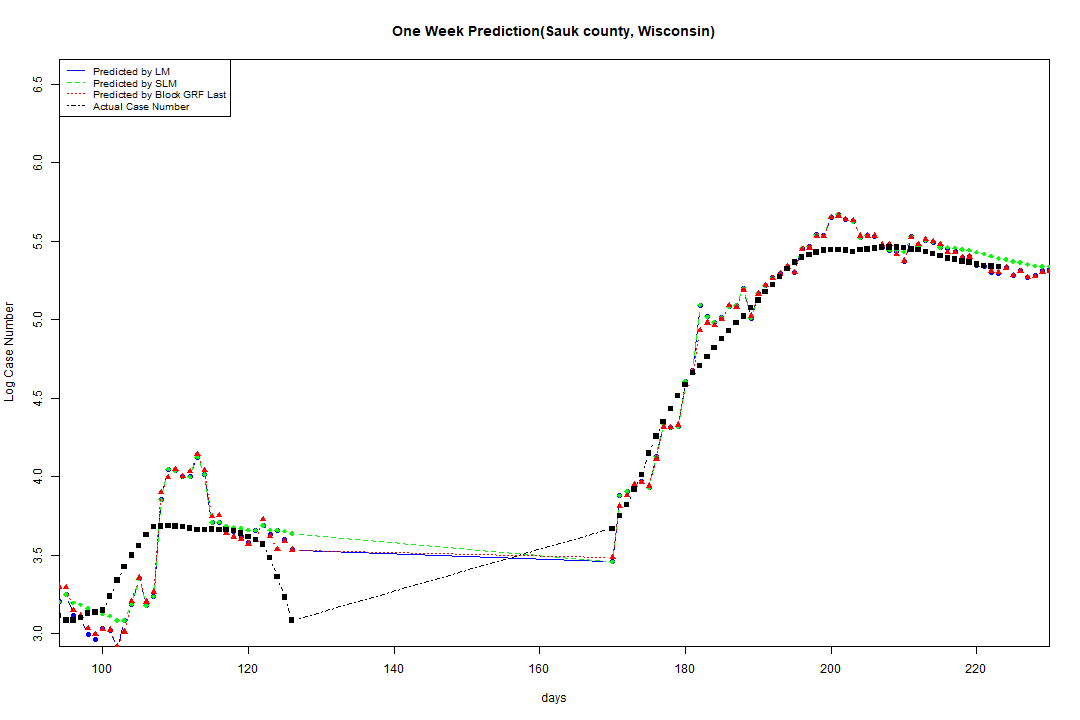 One Week Prediction(Sauk county, Wisconsin)
Predicted by LM
Predicted by SLM
Predicted by Block GRF Last
Actual Case Number
6.5
6.0
5.5
5.0
4.5
4.0
3.5
3.0
Log Case Number
100 120 140 160 180 200 220
days